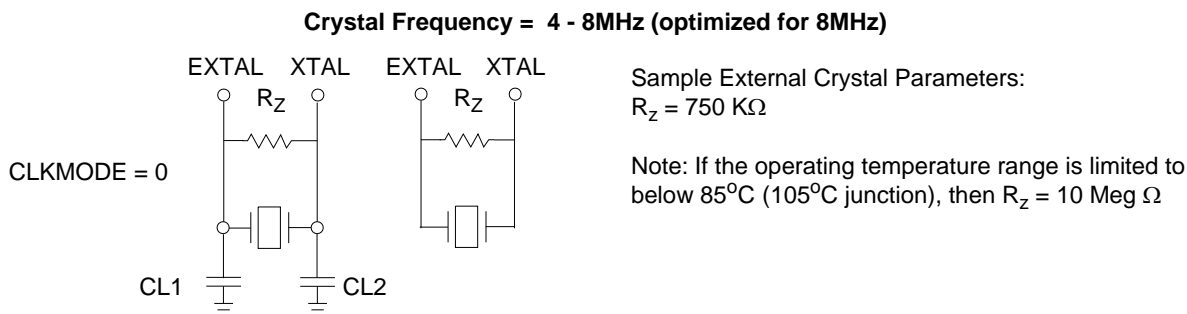 Crystal Frequency = 4 - 8MHz (optimized for 8MHz)
EXTAL XTAL EXTAL XTAL
R_Z R_Z
CLKMODE = 0
CL1 CL2
Sample External Crystal Parameters:
R_z = 750 KΩ
Note: If the operating temperature range is limited to
below 85°C (105°C junction), then R_z = 10 Meg Ω